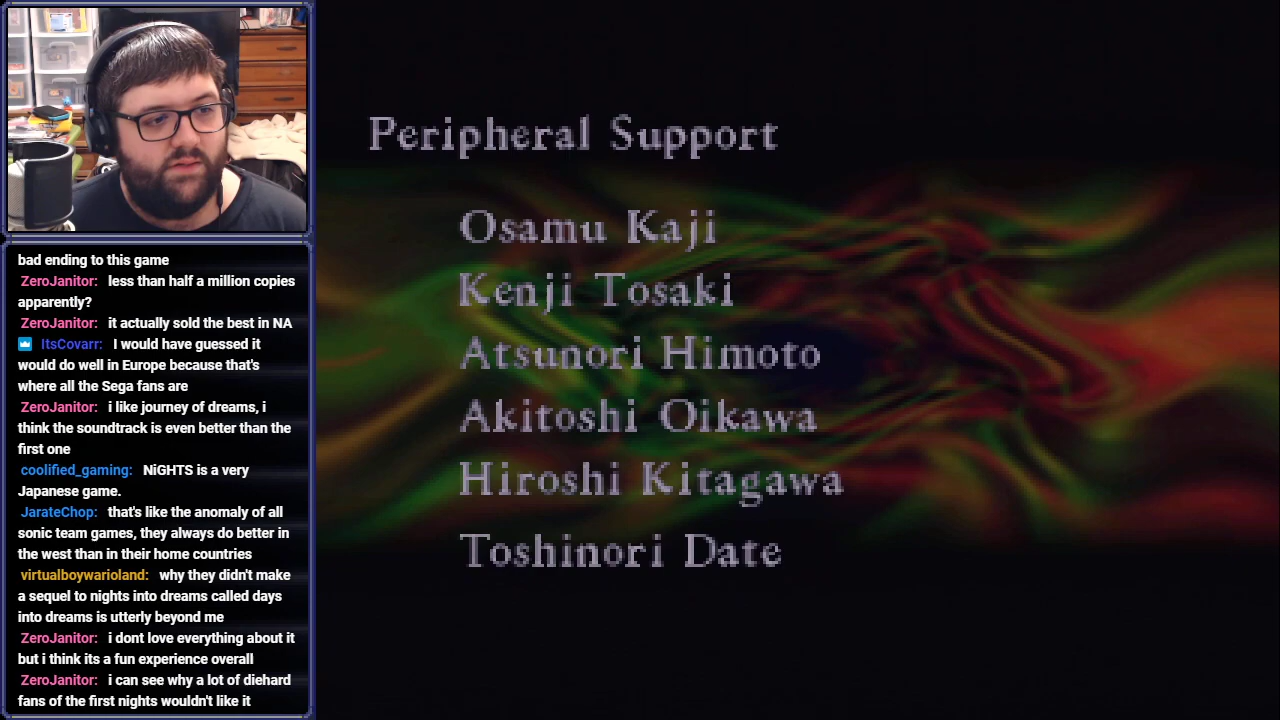 bad ending to this game
ZeroJanitor: less than half a million copies
apparently?
ZeroJanitor: it actually sold the best in NA
ItsCovarr: I would have guessed it
would do well in Europe because that's
where all the Sega fans are
ZeroJanitor: i like journey of dreams, i
think the soundtrack is even better than the
first one
coolified_gaming: NiGHTS is a very
Japanese game.
JarateChop: that's like the anomaly of all
sonic team games, they always do better in
the west than in their home countries
virtualboywarioland: why they didn't make
a sequel to nights into dreams called days
into dreams is utterly beyond me
ZeroJanitor: i dont love everything about it
but i think its a fun experience overall
ZeroJanitor: i can see why a lot of diehard
fans of the first nights wouldn't like it
Peripheral Support
Osamu Kaji
Kenji Tosaki
Atsunori Himoto
Akitoshi Oikawa
Hiroshi Kitagawa
Toshinori Date